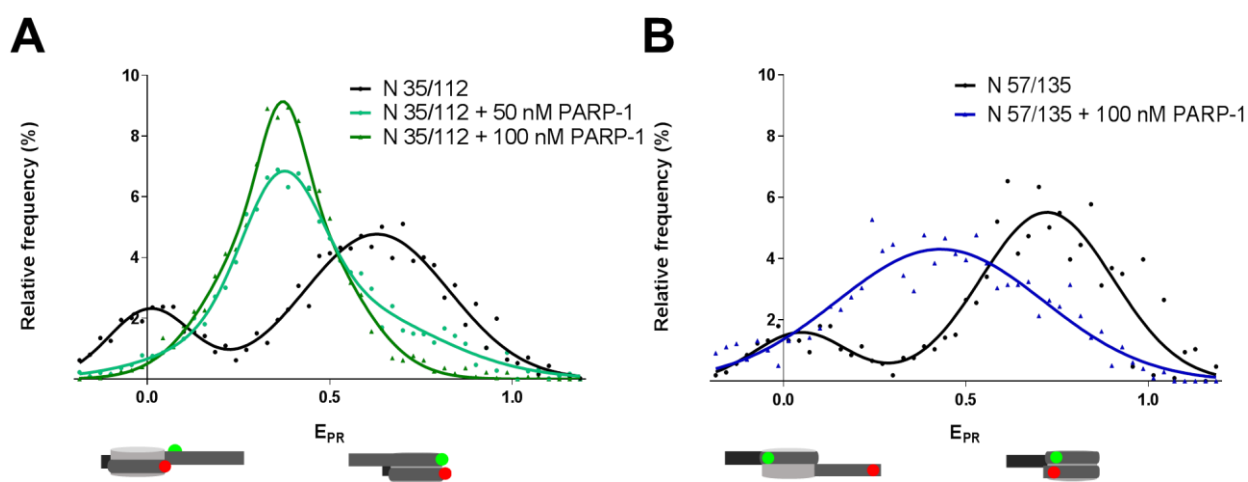 A
Relative frequency (%)
10
8
6
4
2
0.0
0.5
1.0
E_PR
N 35/112
N 35/112 + 50 nM PARP-1
N 35/112 + 100 nM PARP-1
B
Relative frequency (%)
10
8
6
4
2
0.0
0.5
1.0
E_PR
N 57/135
N 57/135 + 100 nM PARP-1